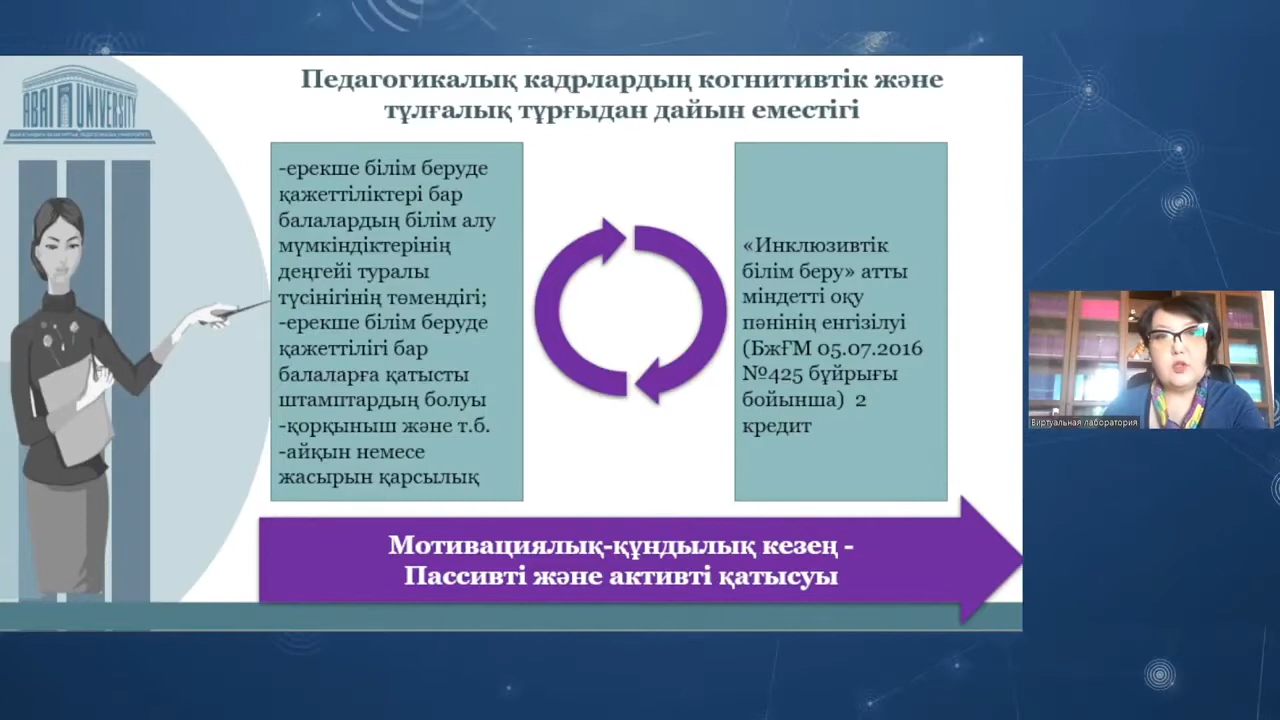 ABAI UNIVERSITY
Педагогикалық кадрлардың когнитивтік және
тұлғалық тұрғыдан дайын еместігі
-ерекше білім беруде
қажеттіліктері бар
балалардың білім алу
мүмкіндіктерінің
деңгейі туралы
түсінігінің төмендігі;
-ерекше білім беруде
қажеттілігі бар
балаларға қатысты
штамптардың болуы
-қорқыныш және т.б.
-айқын немесе
жасырын қарсылық
«Инклюзивтік
білім беру» атты
міндетті оқу
пәнінің енгізілуі
(БжҒМ 05.07.2016
№425 бұйрығы
бойынша) 2
кредит
Мотивациялық-құндылық кезең -
Пассивті және активті қатысуы
Виртуальная лаборатория